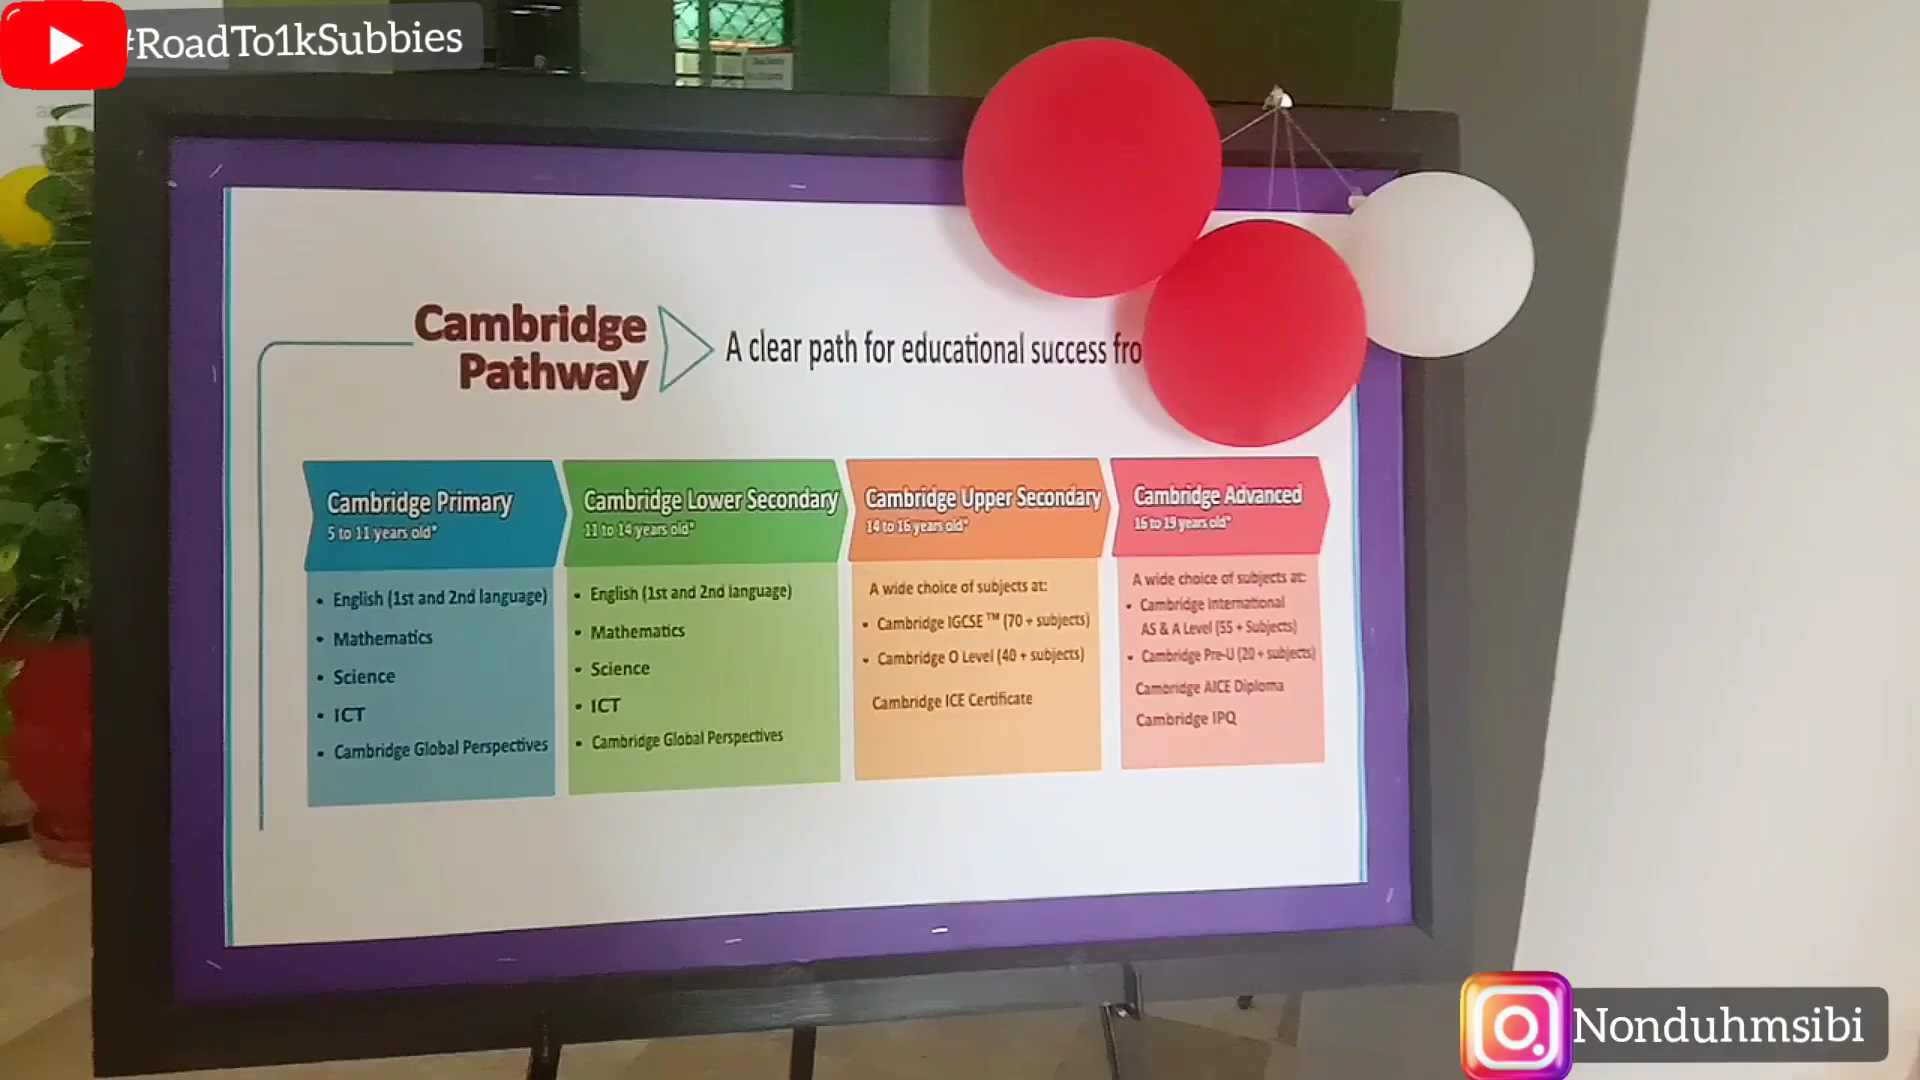 #RoadTo1kSubbies
Cambridge
Pathway
A clear path for educational success fro
Cambridge Primary
5 to 11 years old*
• English (1st and 2nd language)
• Mathematics
• Science
• ICT
• Cambridge Global Perspectives
Cambridge Lower Secondary
11 to 14 years old*
• English (1st and 2nd language)
• Mathematics
• Science
• ICT
• Cambridge Global Perspectives
Cambridge Upper Secondary
14 to 16 years old*
A wide choice of subjects at:
• Cambridge IGCSE ™ (70 + subjects)
• Cambridge O Level (40 + subjects)
Cambridge ICE Certificate
Cambridge Advanced
16 to 19 years old*
A wide choice of subjects at:
• Cambridge International
AS & A Level (55 + Subjects)
• Cambridge Pre-U (20 + subjects)
Cambridge AICE Diploma
Cambridge IPQ
Nonduhmsibi